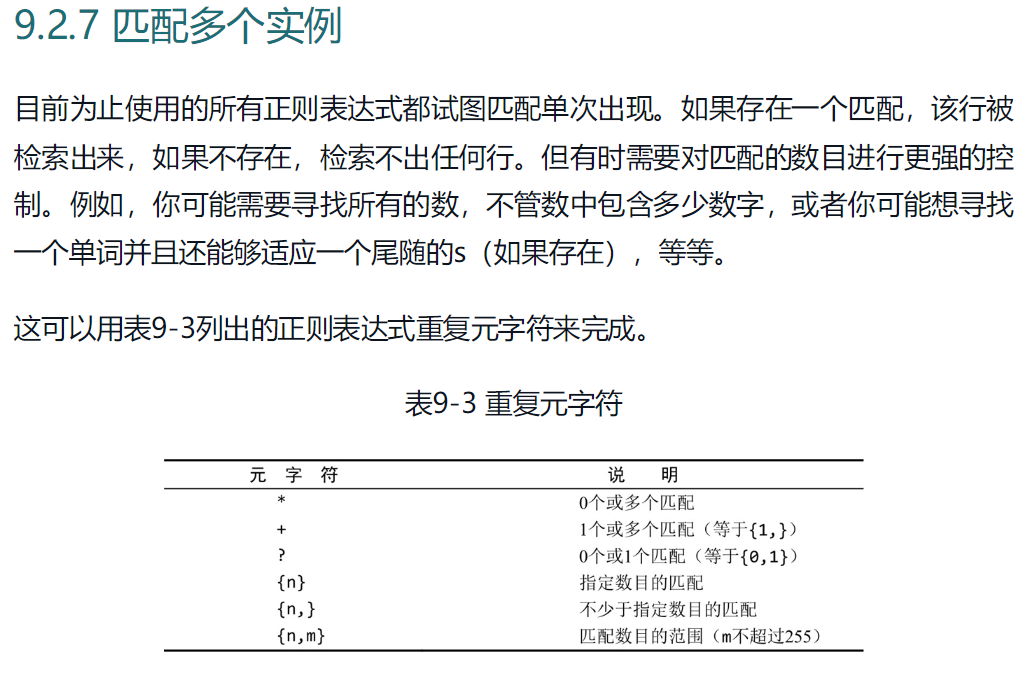 9.2.7 匹配多个实例
目前为止使用的所有正则表达式都试图匹配单次出现。如果存在一个匹配，该行被
检索出来，如果不存在，检索不出任何行。但有时需要对匹配的数目进行更强的控
制。例如，你可能需要寻找所有的数，不管数中包含多少数字，或者你可能想寻找
一个单词并且还能够适应一个尾随的s（如果存在），等等。
这可以用表9-3列出的正则表达式重复元字符来完成。
表9-3 重复元字符
元 字 符 说 明
* 0个或多个匹配
+ 1个或多个匹配（等于{1,}）
? 0个或1个匹配（等于{0,1}）
{n} 指定数目的匹配
{n,} 不少于指定数目的匹配
{n,m} 匹配数目的范围（m不超过255）